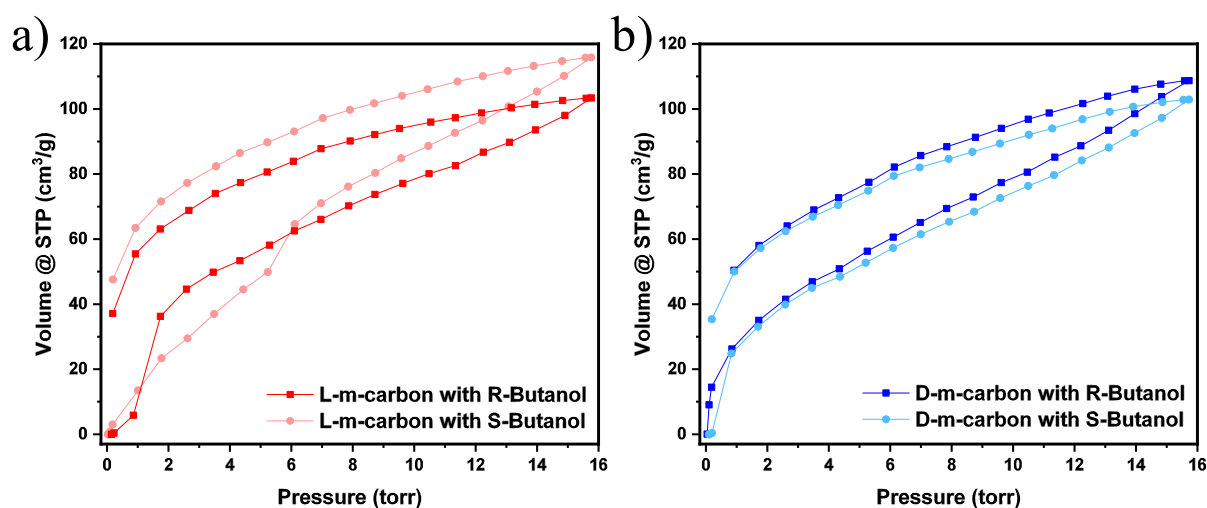 a)
Volume @ STP (cm³/g)
120
100
80
60
40
20
0
L-m-carbon with R-Butanol
L-m-carbon with S-Butanol
0 2 4 6 8 10 12 14 16
Pressure (torr)
b)
Volume @ STP (cm³/g)
120
100
80
60
40
20
0
D-m-carbon with R-Butanol
D-m-carbon with S-Butanol
0 2 4 6 8 10 12 14 16
Pressure (torr)